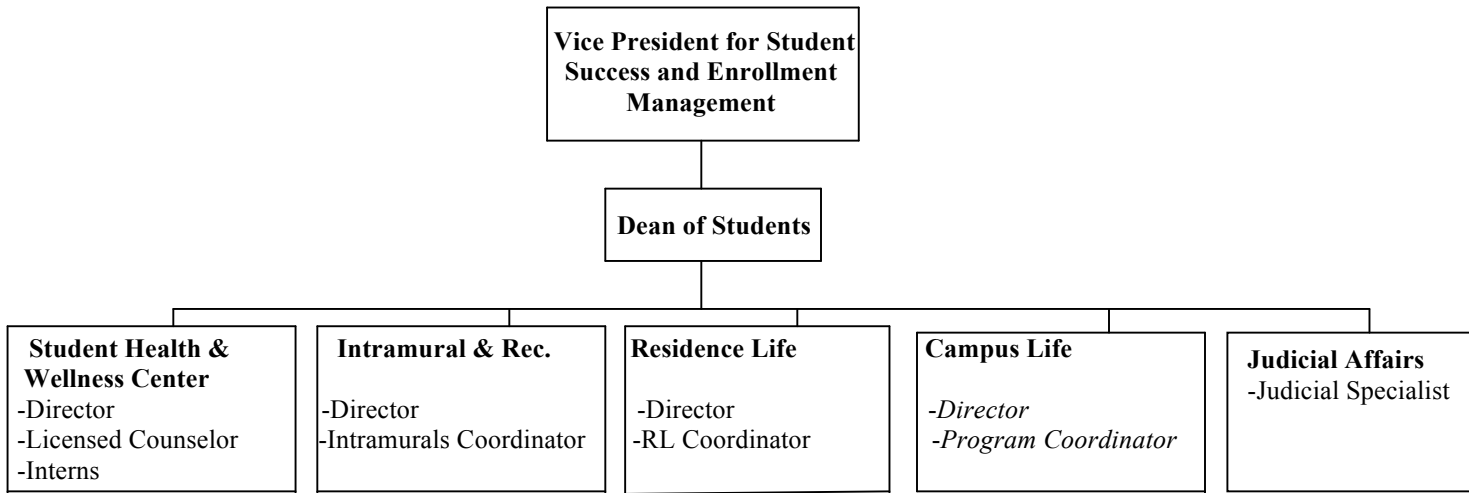 Vice President for Student
Success and Enrollment
Management
Dean of Students
Student Health &
Wellness Center
-Director
-Licensed Counselor
-Interns
Intramural & Rec.
-Director
-Intramurals Coordinator
Residence Life
-Director
-RL Coordinator
Campus Life
-Director
-Program Coordinator
Judicial Affairs
-Judicial Specialist